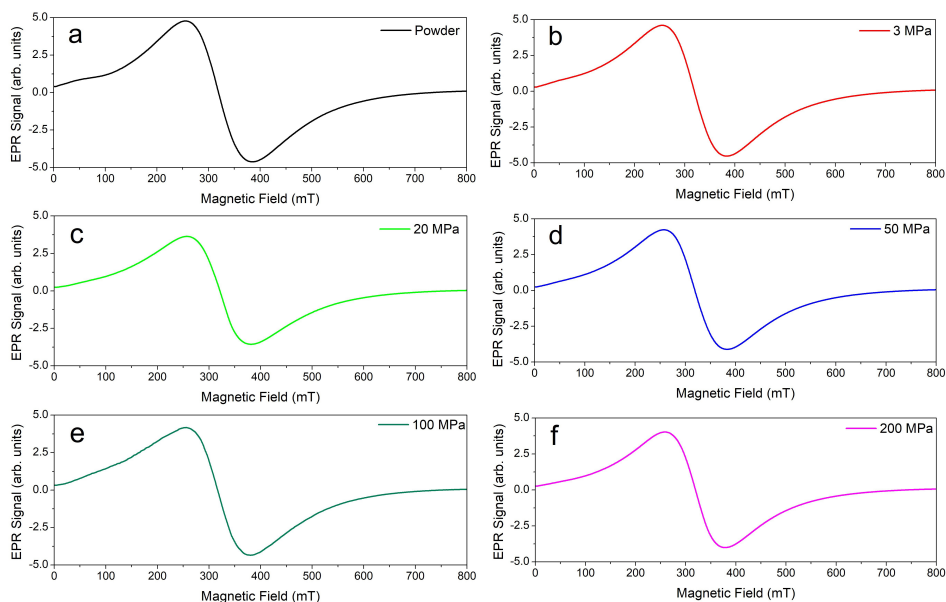 a
Powder
5.0
2.5
0.0
-2.5
-5.0
EPR Signal (arb. units)
0 100 200 300 400 500 600 700 800
Magnetic Field (mT)
b
3 MPa
5.0
2.5
0.0
-2.5
-5.0
EPR Signal (arb. units)
0 100 200 300 400 500 600 700 800
Magnetic Field (mT)
c
20 MPa
5.0
2.5
0.0
-2.5
-5.0
EPR Signal (arb. units)
0 100 200 300 400 500 600 700 800
Magnetic Field (mT)
d
50 MPa
5.0
2.5
0.0
-2.5
-5.0
EPR Signal (arb. units)
0 100 200 300 400 500 600 700 800
Magnetic Field (mT)
e
100 MPa
5.0
2.5
0.0
-2.5
-5.0
EPR Signal (arb. units)
0 100 200 300 400 500 600 700 800
Magnetic Field (mT)
f
200 MPa
5.0
2.5
0.0
-2.5
-5.0
EPR Signal (arb. units)
0 100 200 300 400 500 600 700 800
Magnetic Field (mT)